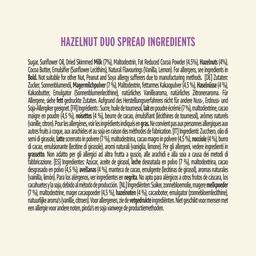 HAZELNUT DUO SPREAD INGREDIENTS
Sugar, Sunflower Oil, Dried Skimmed Milk (7%), Maltodextrin, Fat Reduced Cocoa Powder (4.5%), Hazelnuts (4%),
Cocoa Butter, Emulsifier (Sunflower Lecithin), Natural Flavouring (Vanilla, Lemon). For allergens, see ingredients in
Bold. Not suitable for other Nut, Peanut and Soya allergy sufferers due to manufacturing methods. [DE] Zutaten:
Zucker, Sonnenblumenöl, Magermilchpulver (7 %), Maltodextrin, fettarmes Kakaopulver (4,5 %), Haselnüsse (4 %),
Kakaobutter, Emulgator (Sonnenblumenlecithin), natürliches Vanillearoma, natürliches Zitronenaroma. Für
Allergene, siehe fett gedruckte Zutaten. Aufgrund des Herstellungsverfahren nicht für andere Nuss-, Erdnuss- und
Soja-Allergiker geeignet. [FR] Ingrédients: Sucre, huile de tournesol, lait en poudre écrémé (7 %), maltodextrine, cacao
maigre en poudre (4,5 %), noisettes (4 %), beurre de cacao, émulsifiant (lécithines de tournesol), arômes naturels
(vanille, citron). Pour les allergènes, voir les ingrédients indiqués en gras. Ne convient pas aux personnes allergiques aux
autres fruits à coque, aux arachides et au soja en raison des méthodes de fabrication. [IT] Ingredienti: Zucchero, olio di
semi di girasole, latte scremato in polvere (7 %), maltodestrina, cacao magro in polvere (4,5 %), nocciole (4 %), burro
di cacao, emulsionante (lecitine di girasole), aromi naturali (vaniglia, limone). Per gli allergeni, vedere ingredienti in
grassetto. Non adatto per gli allergici ad altra frutta a guscio, alle arachidi e alla soia a causa dei metodi di
fabbricazione. [ES] Ingredientes: Azúcar, aceite de girasol, leche desnatada en polvo (7 %), maltodextrina, cacao
desgrasado en polvo (4,5 %), avellanas (4 %), manteca de cacao, emulgente (lecitina de girasol), aromas naturales
(vainilla, limón). Para los alérgenos, ver ingredientes en negrita. No apto para alérgicos a otros frutos de cáscara, los
cacahuetes y la soja, debido al método de producción. [NL] Ingrediënten: Suiker, zonnebloemolie, magere melkpoeder
(7 %), maltodextrine, mager cacaopoeder (4,5 %), hazelnoten (4 %), cacaoboter, emulgator (zonnebloemlecithine),
natuurlijke aroma's (vanille, citroen). Voor allergenen, zie de vetgedrukte ingrediënten. Niet geschikt voor mensen met
een allergie voor andere noten, pinda's en soja vanwege de productiemethoden.